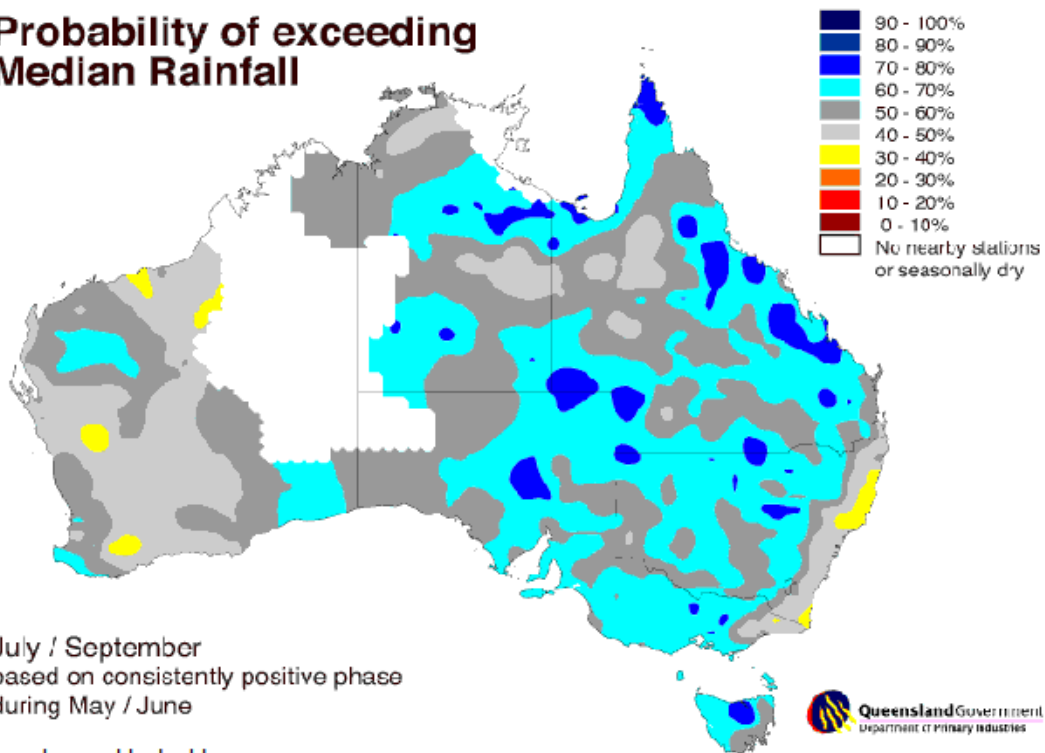 Probability of exceeding
Median Rainfall
90 - 100%
80 - 90%
70 - 80%
60 - 70%
50 - 60%
40 - 50%
30 - 40%
20 - 30%
10 - 20%
0 - 10%
No nearby stations
or seasonally dry
July / September
based on consistently positive phase
during May / June
Queensland Government
Department of Primary Industries